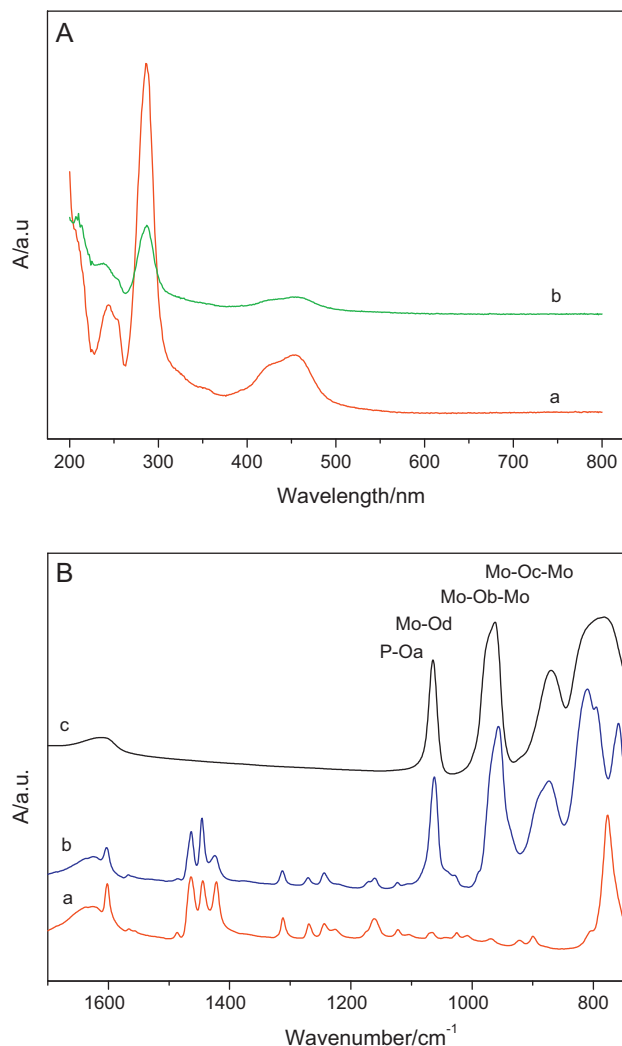 A
A/a.u
b
a
200 300 400 500 600 700 800
Wavelength/nm
B
Mo-Oc-Mo
Mo-Ob-Mo
Mo-Od
P-Oa
c
A/a.u.
b
a
1600 1400 1200 1000 800
Wavenumber/cm⁻¹